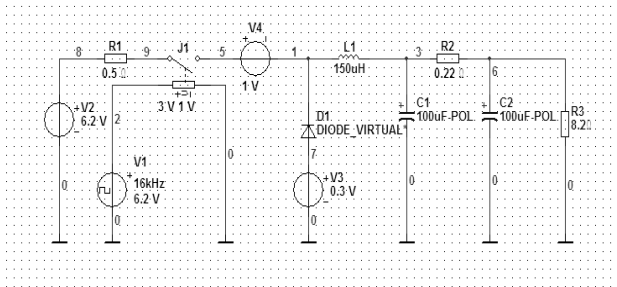 V4
8
R1
9
J1
5
1
L1
3
R2
0.5 Ω
1 V
150uH
0.22 Ω
6
+V2
6.2 V
3 V 1 V
2
D1
DIODE_VIRTUAL*
C1
100uF-POL
C2
100uF-POL
R3
8.2Ω
V1
16kHz
6.2 V
0
7
+V3
0.3 V
0
0
0
0
0
0